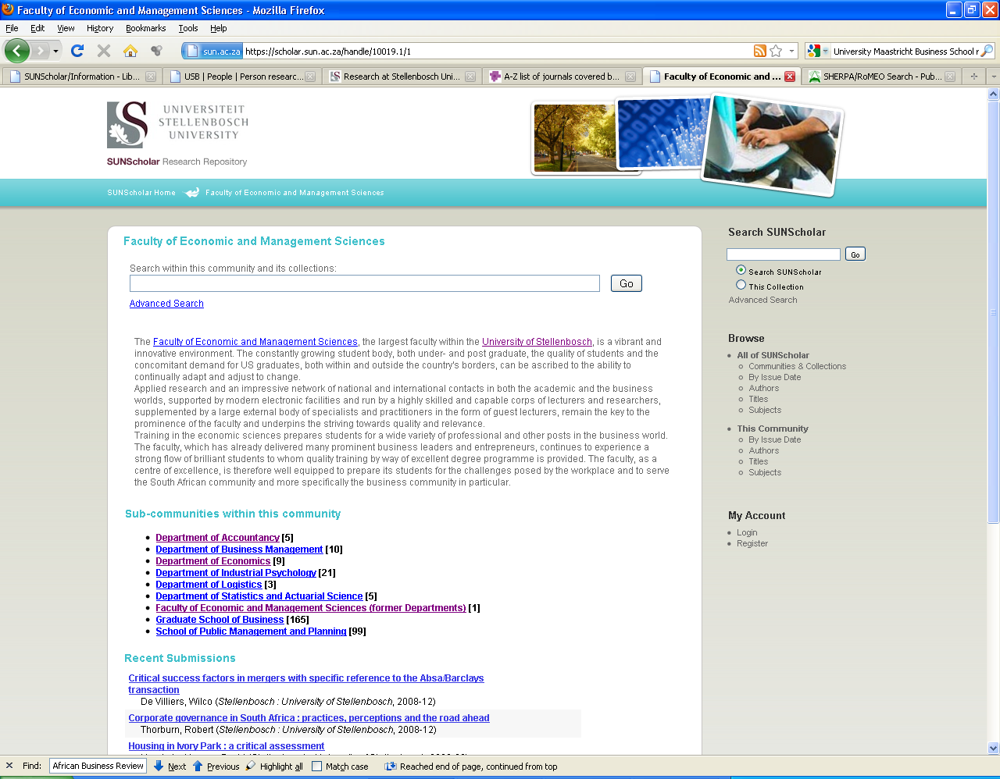 Faculty of Economic and Management Sciences - Mozilla Firefox
File Edit View History Bookmarks Tools Help
sun.ac.za https://scholar.sun.ac.za/handle/10019.1/1 University Maastricht Business School r
SUNScholar/Information - Lib... USB | People | Person researc... Research at Stellenbosch Uni... A-Z list of journals covered b... Faculty of Economic and ... SHERPA/RoMEO Search - Pub...
UNIVERSITEIT
STELLENBOSCH
UNIVERSITY
SUNScholar Research Repository
SUNScholar Home Faculty of Economic and Management Sciences
Faculty of Economic and Management Sciences
Search within this community and its collections:
Go
Advanced Search
The Faculty of Economic and Management Sciences, the largest faculty within the University of Stellenbosch, is a vibrant and
innovative environment. The constantly growing student body, both under- and post graduate, the quality of students and the
concomitant demand for US graduates, both within and outside the country's borders, can be ascribed to the ability to
continually adapt and adjust to change.
Applied research and an impressive network of national and international contacts in both the academic and the business
worlds, supported by modern electronic facilities and run by a highly skilled and capable corps of lecturers and researchers,
supplemented by a large external body of specialists and practitioners in the form of guest lecturers, remain the key to the
prominence of the faculty and underpins the striving towards quality and relevance.
Training in the economic sciences prepares students for a wide variety of professional and other posts in the business world.
The faculty, which has already delivered many prominent business leaders and entrepreneurs, continues to experience a
strong flow of brilliant students to whom quality training by way of excellent degree programme is provided. The faculty, as a
centre of excellence, is therefore well equipped to prepare its students for the challenges posed by the workplace and to serve
the South African community and more specifically the business community in particular.
Sub-communities within this community
Department of Accountancy [5]
Department of Business Management [10]
Department of Economics [9]
Department of Industrial Psychology [21]
Department of Logistics [3]
Department of Statistics and Actuarial Science [5]
Faculty of Economic and Management Sciences (former Departments) [1]
Graduate School of Business [165]
School of Public Management and Planning [99]
Recent Submissions
Critical success factors in mergers with specific reference to the Absa/Barclays
transaction
De Villiers, Wilco (Stellenbosch : University of Stellenbosch, 2008-12)
Corporate governance in South Africa : practices, perceptions and the road ahead
Thorburn, Robert (Stellenbosch : University of Stellenbosch, 2008-12)
Housing in Ivory Park : a critical assessment
Search SUNScholar
Go
Search SUNScholar
This Collection
Advanced Search
Browse
All of SUNScholar
Communities & Collections
By Issue Date
Authors
Titles
Subjects
This Community
By Issue Date
Authors
Titles
Subjects
My Account
Login
Register
Find: African Business Review Next Previous Highlight all Match case Reached end of page, continued from top